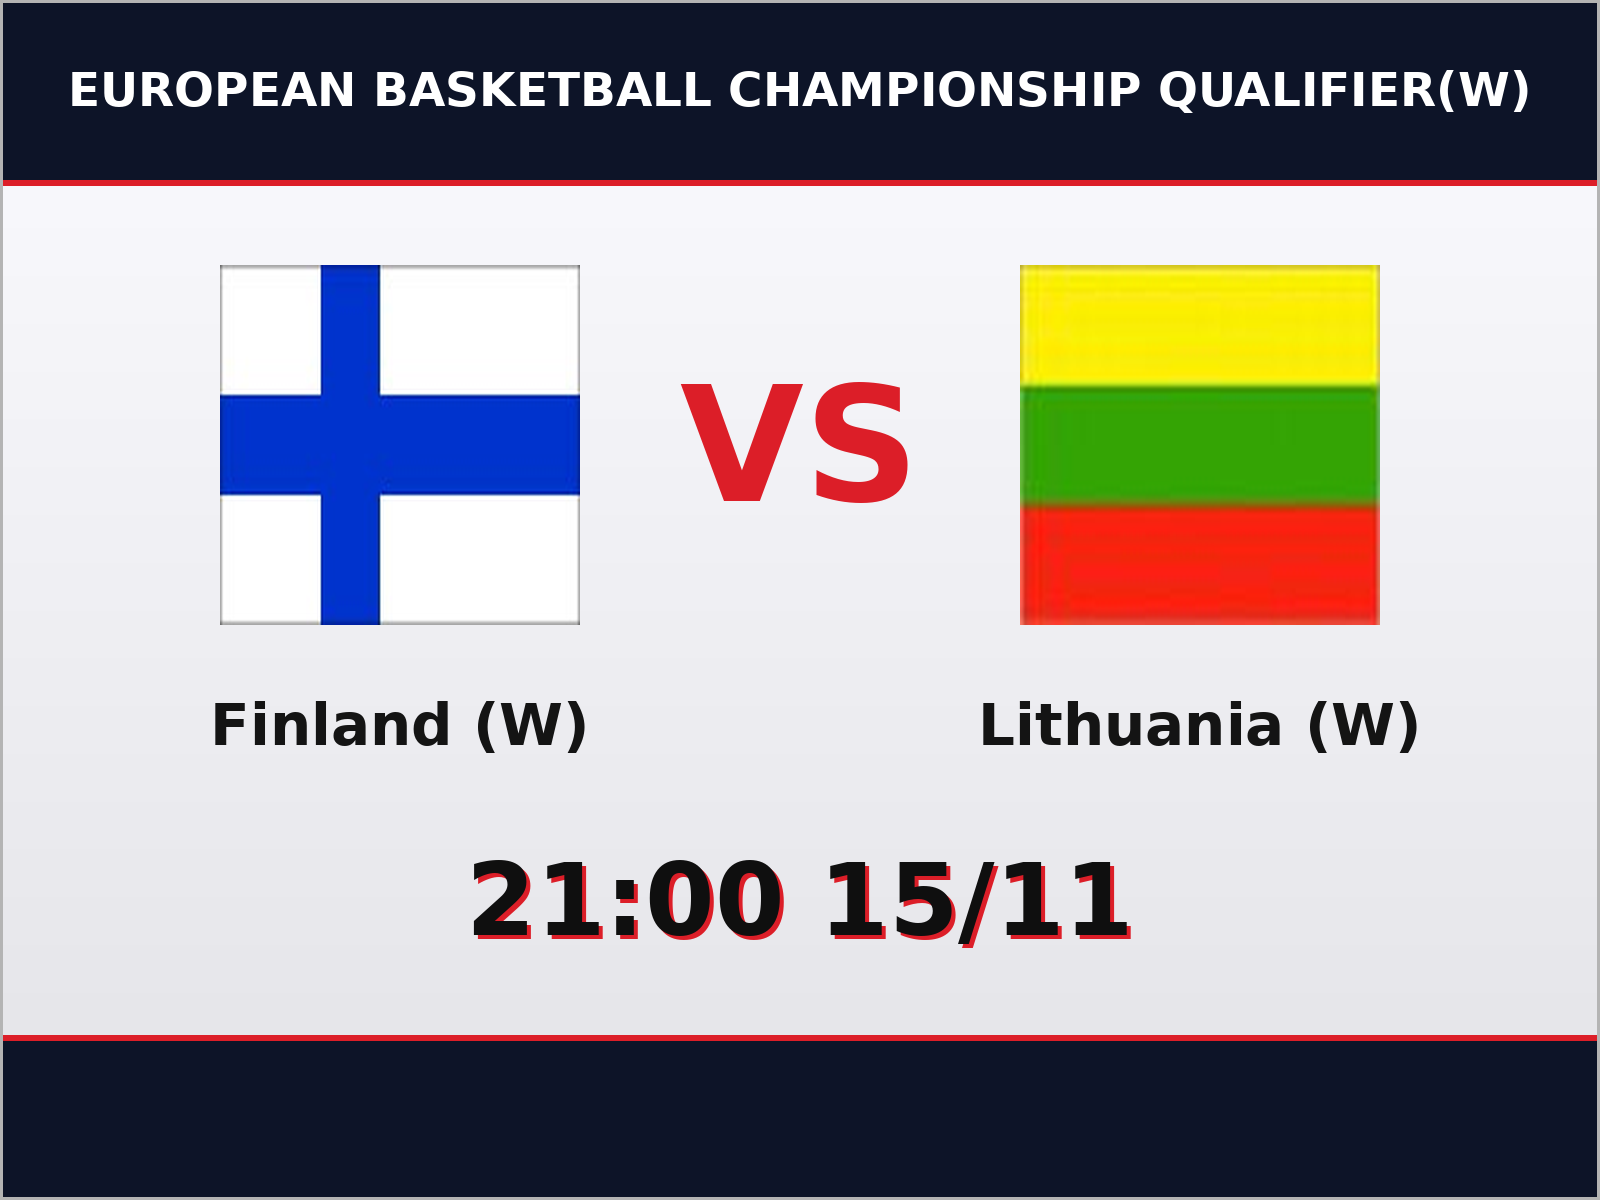 EUROPEAN BASKETBALL CHAMPIONSHIP QUALIFIER(W)
VS
Finland (W)
Lithuania (W)
21:00 15/11